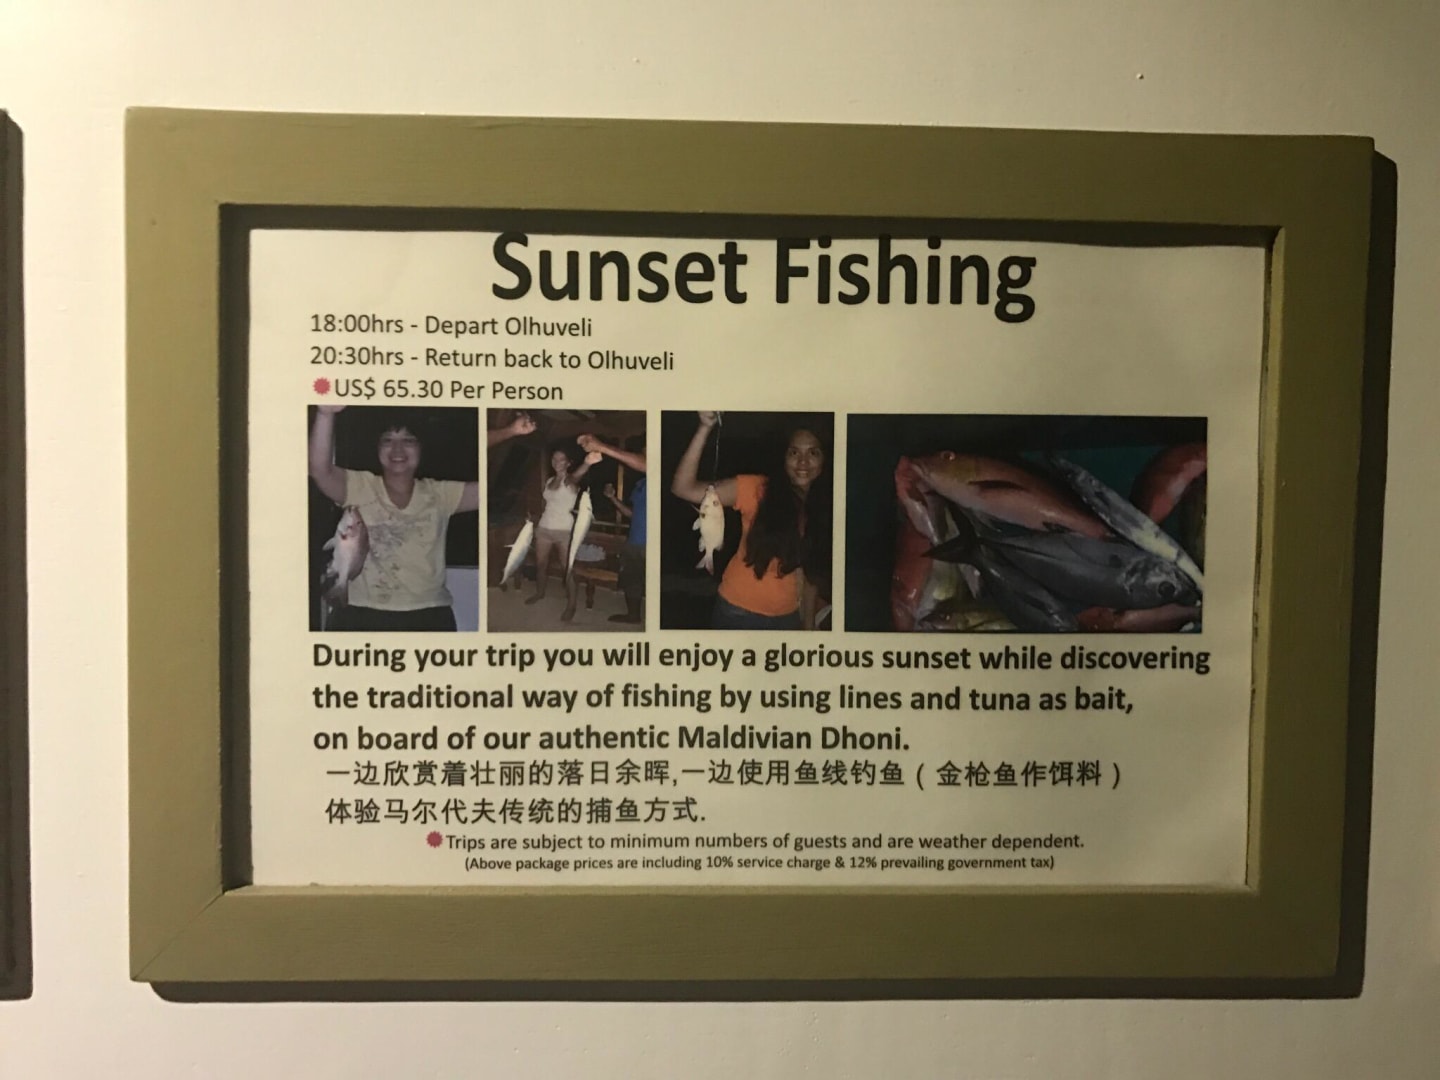 Sunset Fishing
18:00hrs - Depart Olhuveli
20:30hrs - Return back to Olhuveli
US$ 65.30 Per Person
During your trip you will enjoy a glorious sunset while discovering
the traditional way of fishing by using lines and tuna as bait,
on board of our authentic Maldivian Dhoni.
一边欣赏着壮丽的落日余晖,一边使用鱼线钓鱼（金枪鱼作饵料）
体验马尔代夫传统的捕鱼方式.
Trips are subject to minimum numbers of guests and are weather dependent.
(Above package prices are including 10% service charge & 12% prevailing government tax)